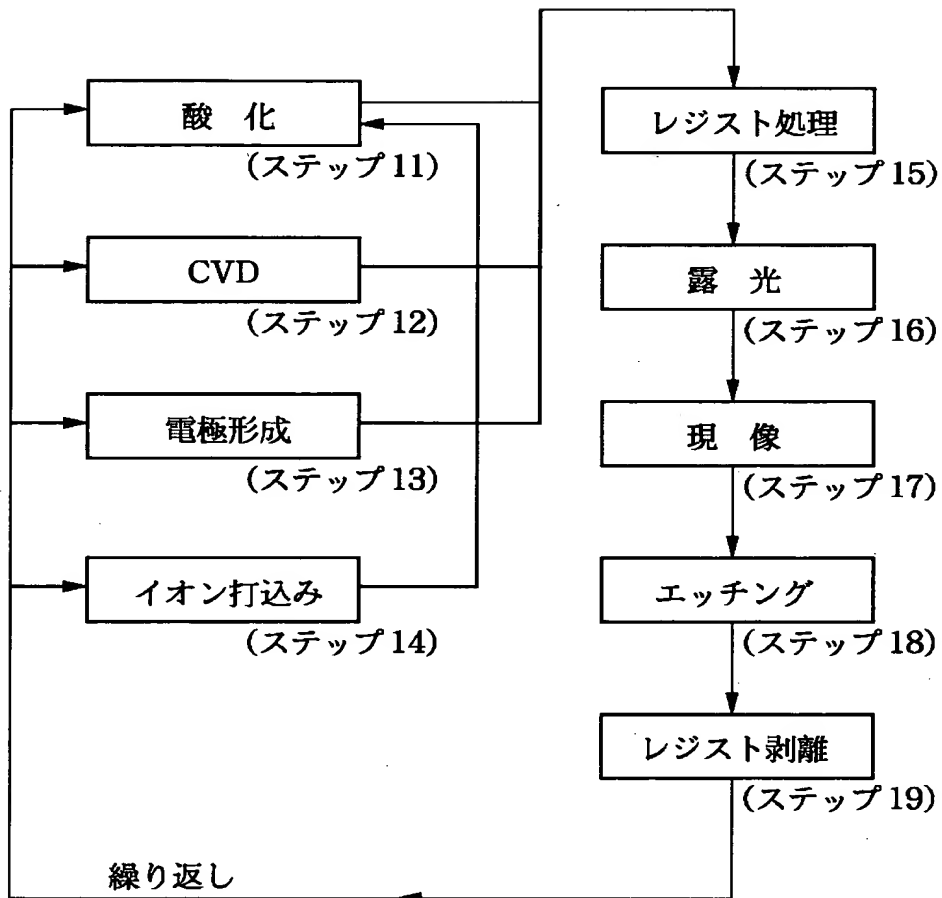 酸 化
(ステップ11)
CVD
(ステップ12)
電極形成
(ステップ13)
イオン打込み
(ステップ14)
レジスト処理
(ステップ15)
露 光
(ステップ16)
現 像
(ステップ17)
エッチング
(ステップ18)
レジスト剥離
(ステップ19)
繰り返し